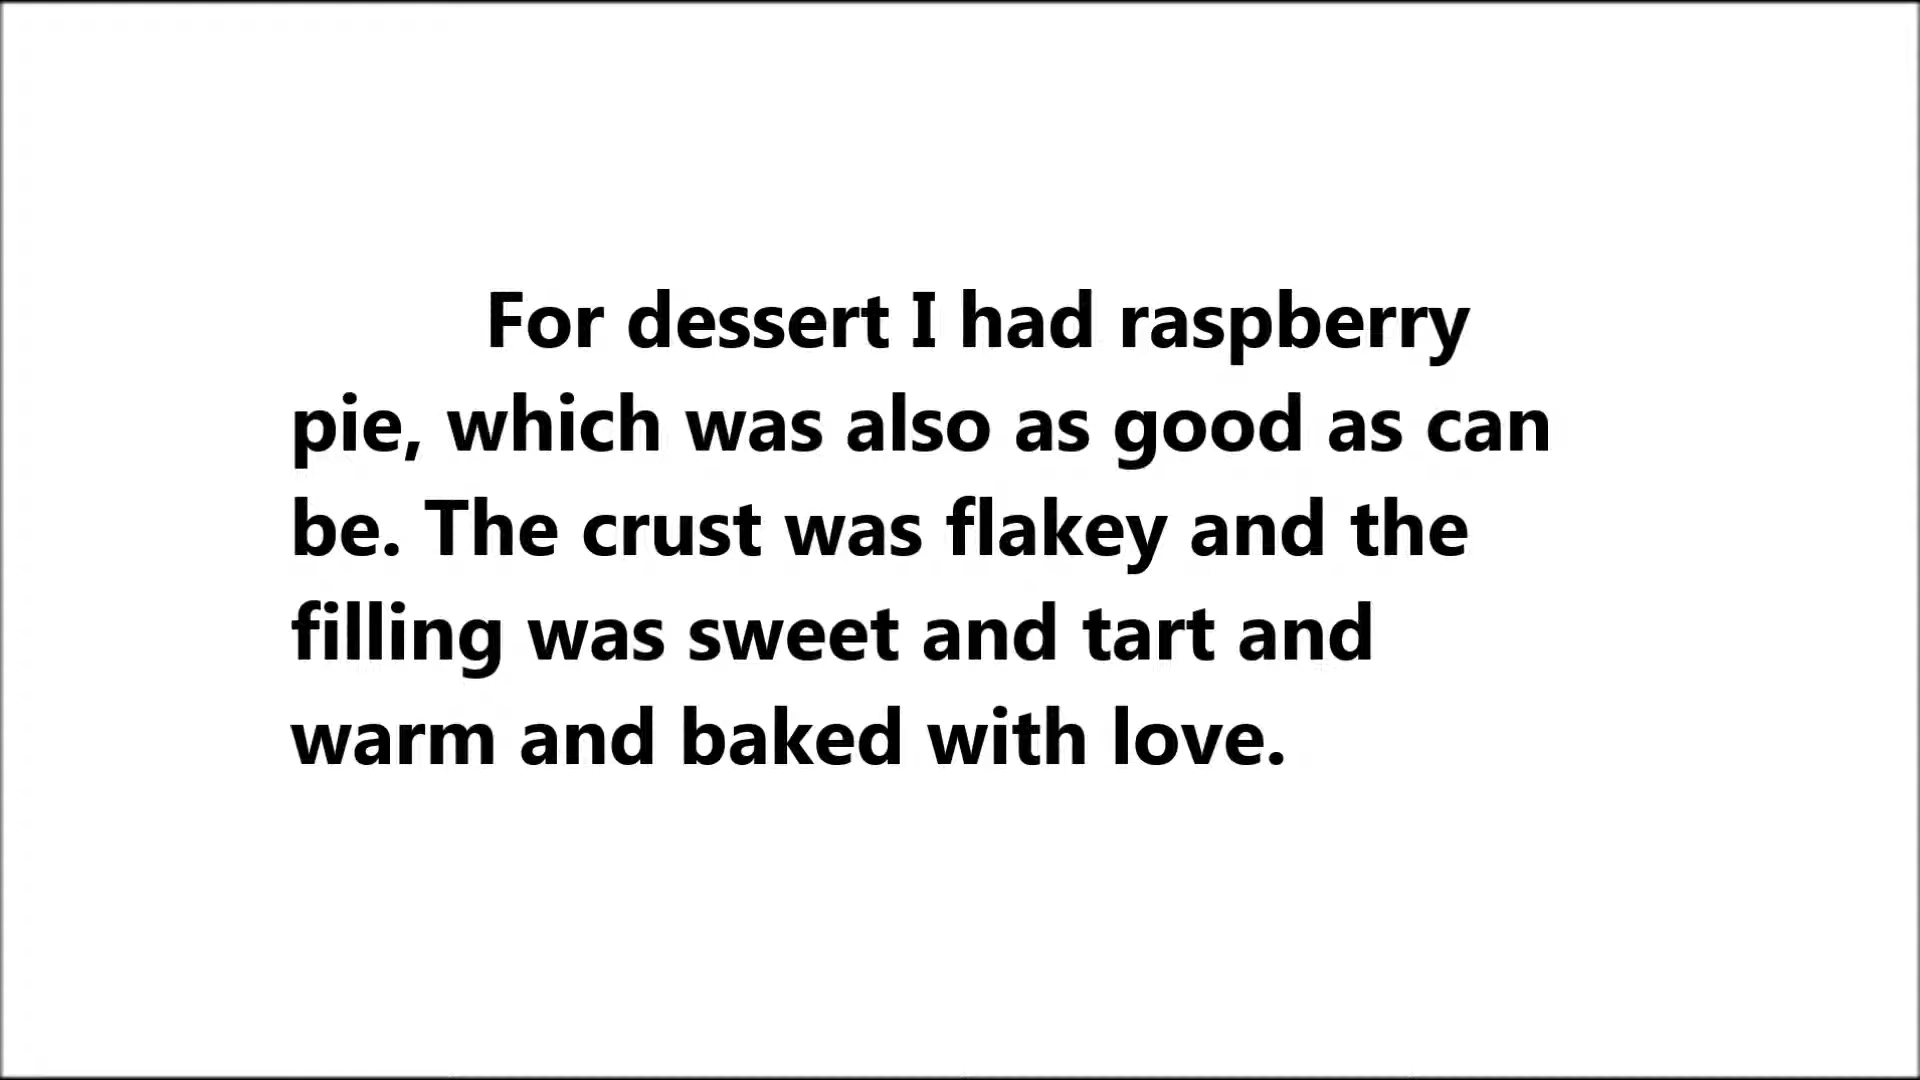 For dessert I had raspberry
pie, which was also as good as can
be. The crust was flakey and the
filling was sweet and tart and
warm and baked with love.